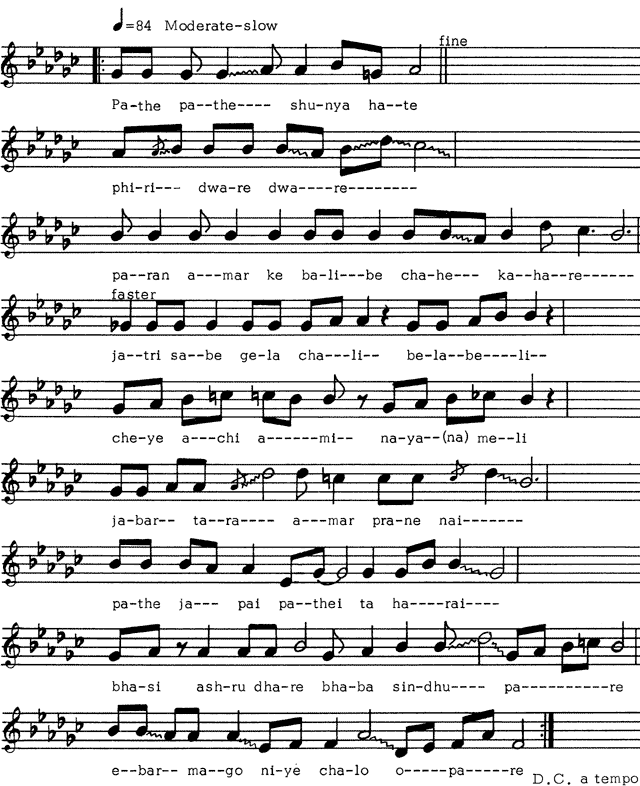 ♩=84 Moderate-slow
fine
Pa-the pa--the---- shu-nya ha--te
phi-ri--- dwa-re dwa----re--------
pa--ran a--mar ke ba-li--be cha-he--- ka--ha-re------
faster
ja--tri sa--be ge-la cha---li-- be-la--be----li--
che-ye a---chi a------mi-- na-ya--(na) me-li
ja-bar-- ta--ra---- a---mar pra-ne nai-------
pa-the ja--- pai pa--thei ta ha----rai----
bha-si ash-ru dha-re bha-ba sin-dhu---- pa----------re
e--bar-- ma--go ni-ye cha-lo o-----pa----re
D.C. a tempo